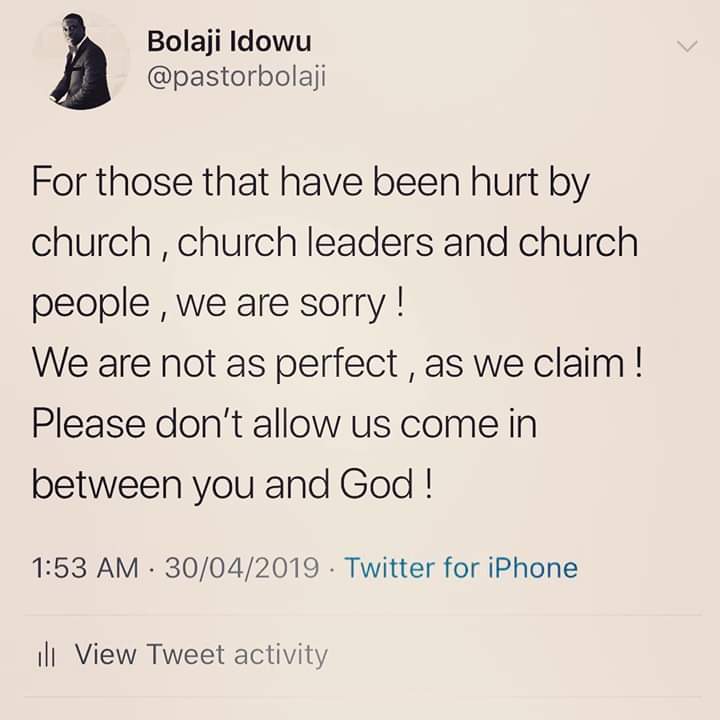 Bolaji Idowu
@pastorbolaji
For those that have been hurt by
church , church leaders and church
people , we are sorry !
We are not as perfect , as we claim !
Please don’t allow us come in
between you and God !
1:53 AM · 30/04/2019 · Twitter for iPhone
View Tweet activity